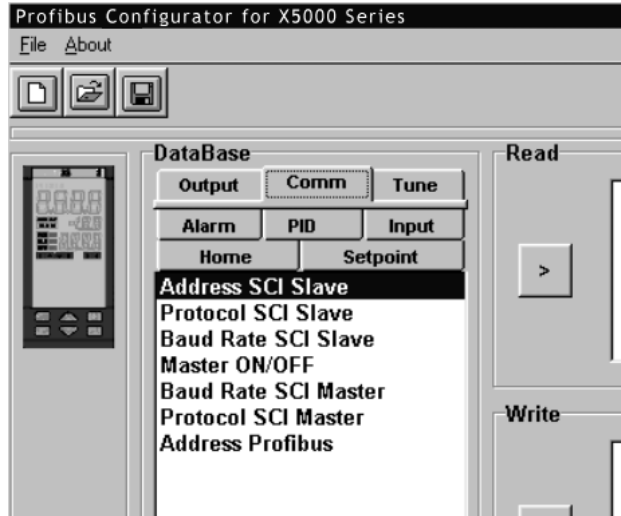 Profibus Configurator for X5000 Series
File About
DataBase
Read
Output Comm Tune
Alarm PID Input
Home Setpoint
>
Address SCI Slave
Protocol SCI Slave
Baud Rate SCI Slave
Master ON/OFF
Baud Rate SCI Master
Protocol SCI Master
Address Profibus
Write